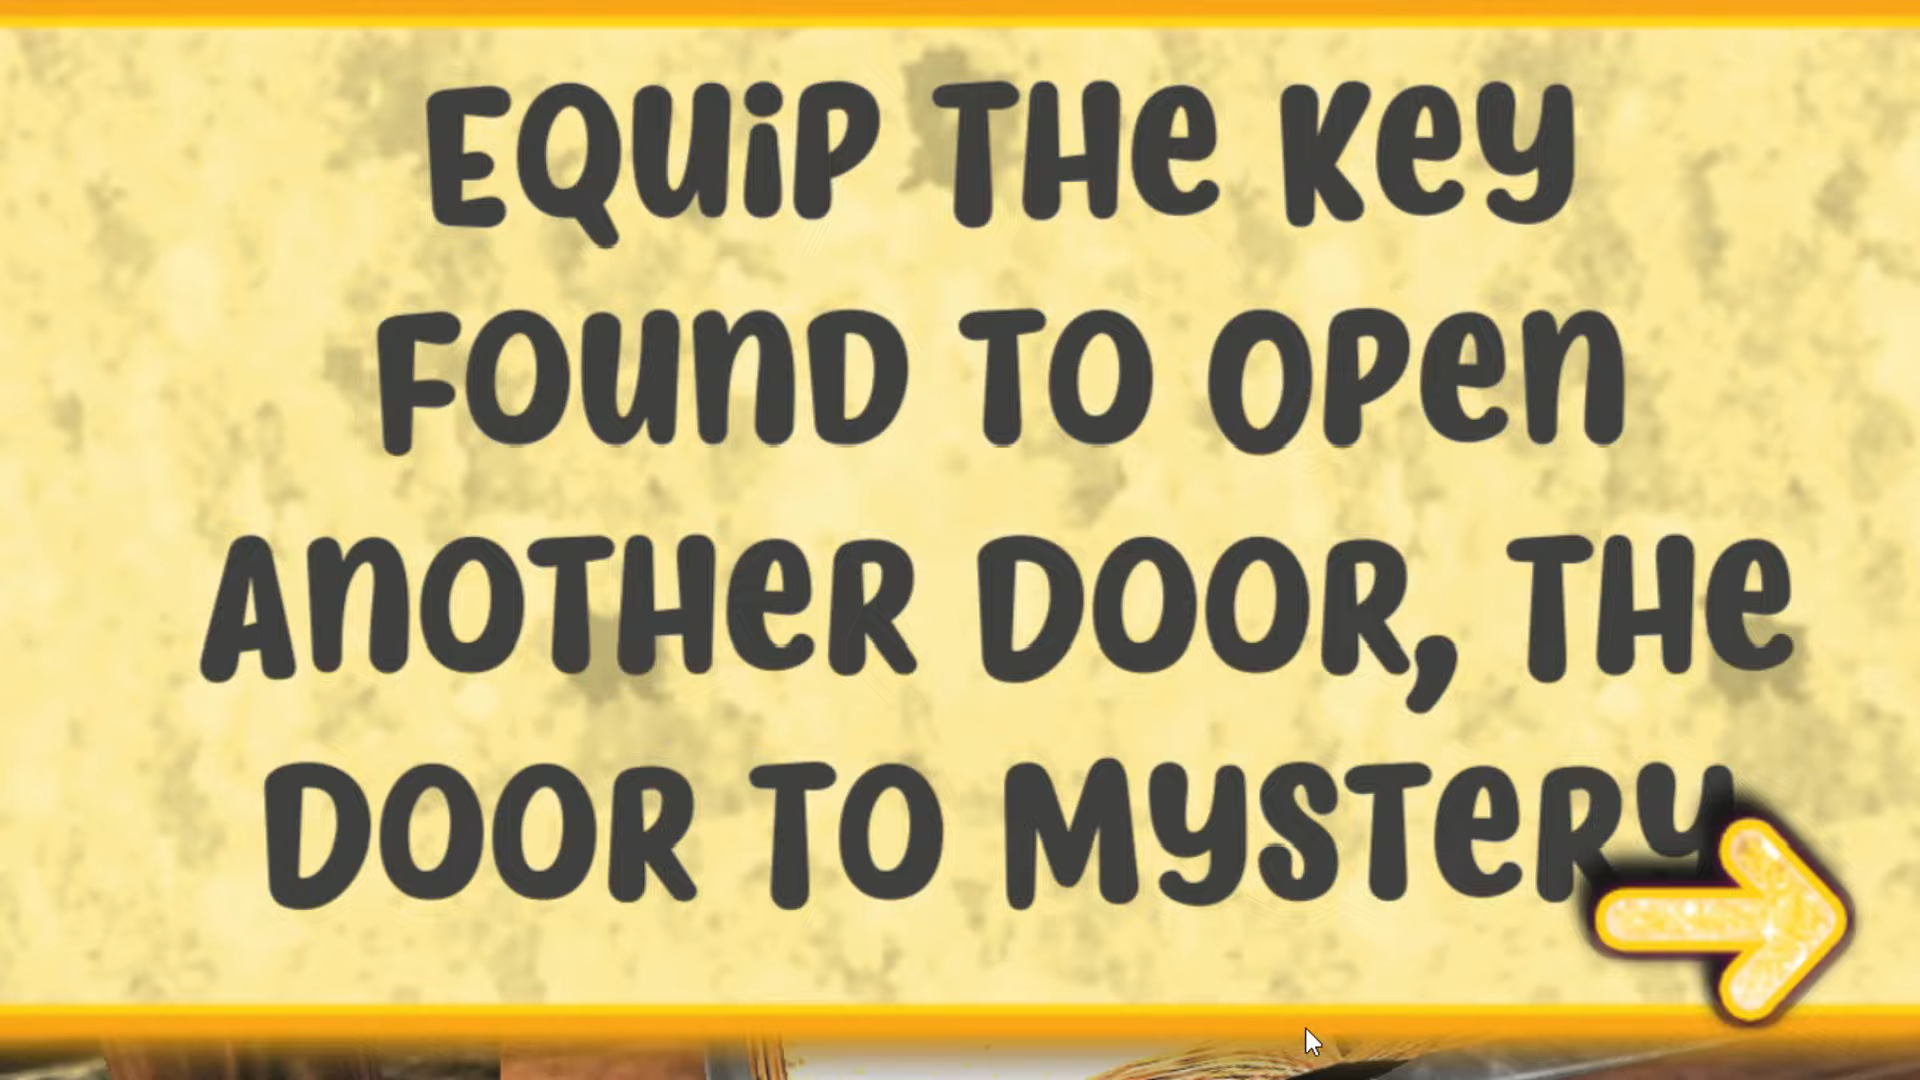 EQUIP THE KEY
FOUND TO OPEN
ANOTHER DOOR, THE
DOOR TO MYSTERY